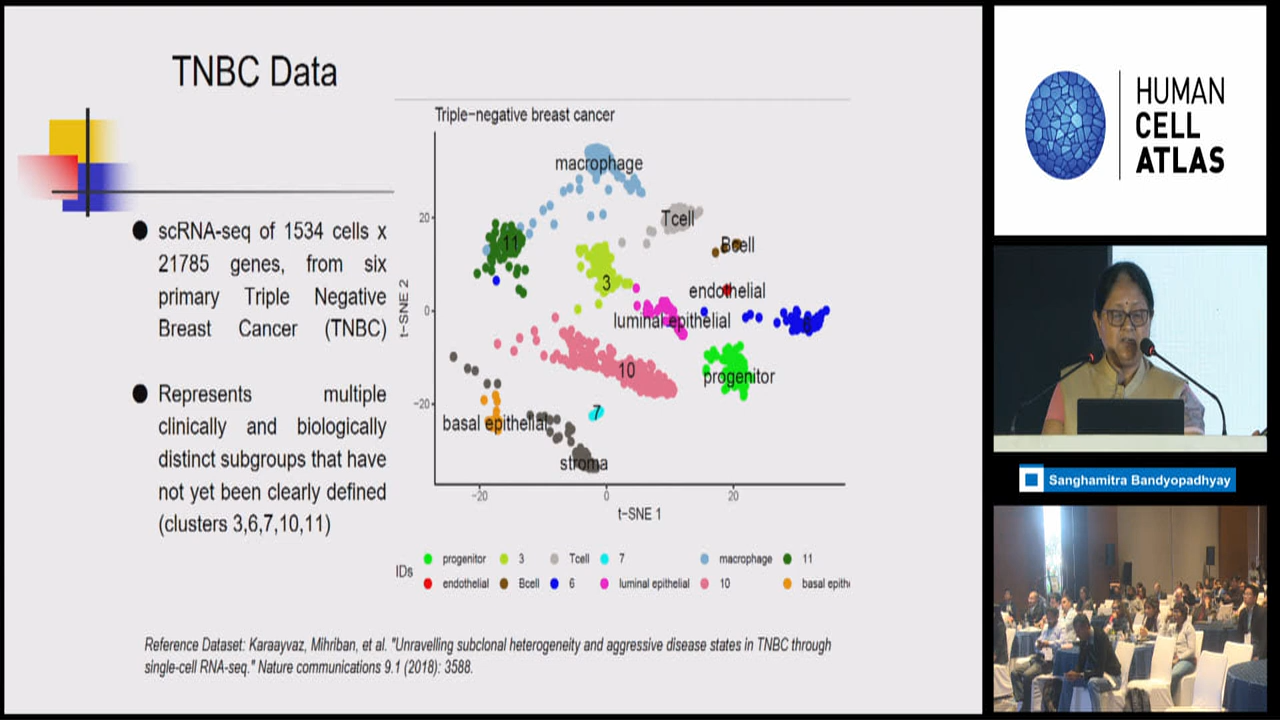 TNBC Data
scRNA-seq of 1534 cells x
21785 genes, from six
primary Triple Negative
Breast Cancer (TNBC)
Represents multiple
clinically and biologically
distinct subgroups that have
not yet been clearly defined
(clusters 3,6,7,10,11)
Triple-negative breast cancer
macrophage
Tcell
11
Bcell
3
endothelial
luminal epithelial
6
10
progenitor
7
basal epithelial
stroma
20
0
-20
t-SNE 2
-20 0 20
t-SNE 1
IDs
progenitor 3 Tcell 7 macrophage 11
endothelial Bcell 6 luminal epithelial 10 basal epith
Reference Dataset: Karaayvaz, Mihriban, et al. "Unravelling subclonal heterogeneity and aggressive disease states in TNBC through
single-cell RNA-seq." Nature communications 9.1 (2018): 3588.
HUMAN
CELL
ATLAS
Sanghamitra Bandyopadhyay